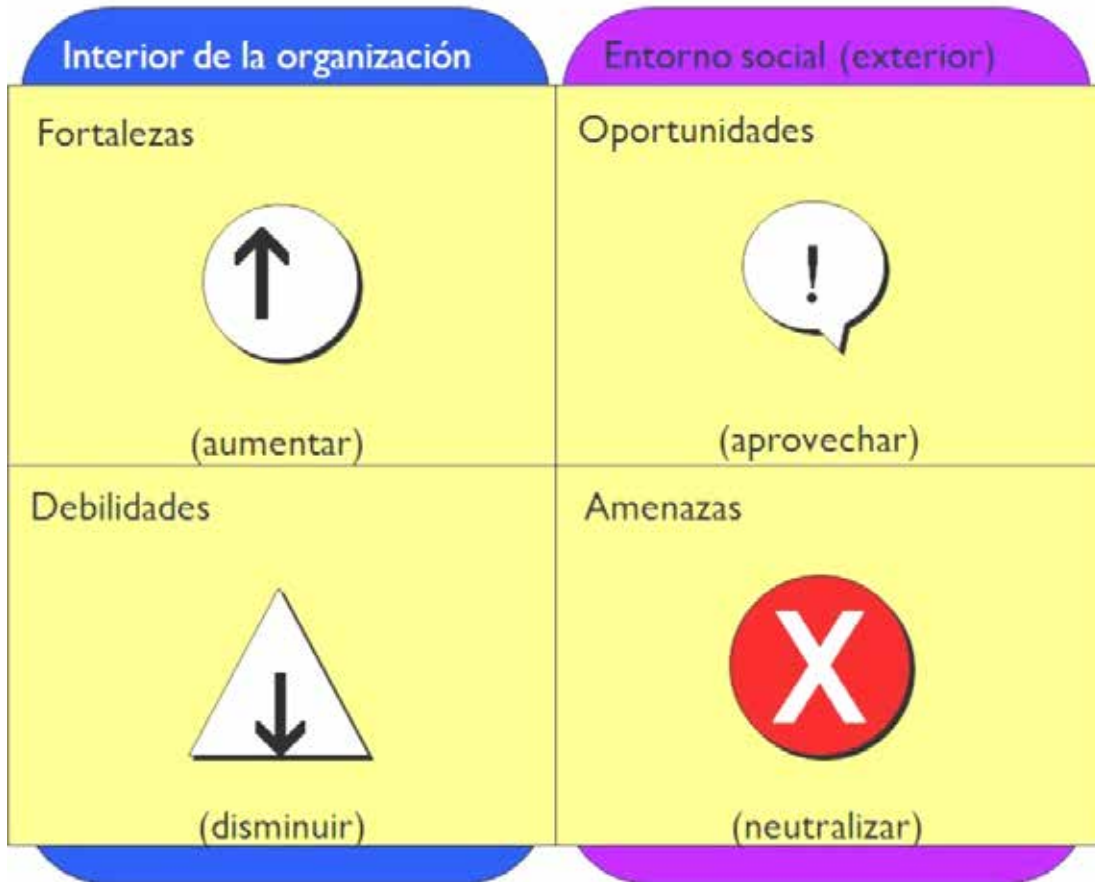 Interior de la organización
Entorno social (exterior)
Fortalezas
Oportunidades
!
(aumentar)
(aprovechar)
Debilidades
Amenazas
X
(disminuir)
(neutralizar)